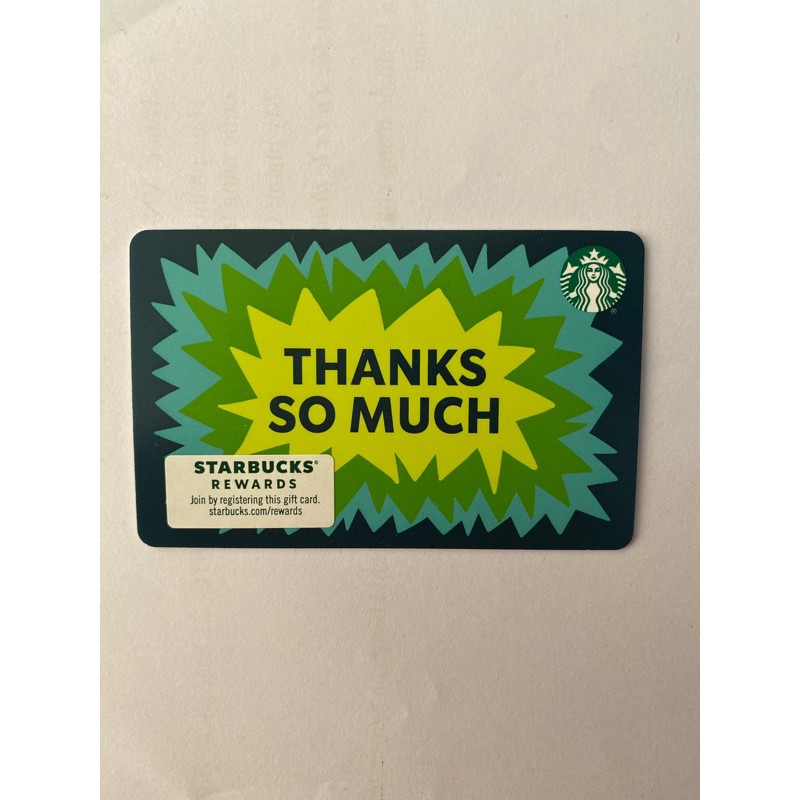 THANKS
SO MUCH
STARBUCKS®
REWARDS
Join by registering this gift card.
starbucks.com/rewards
®